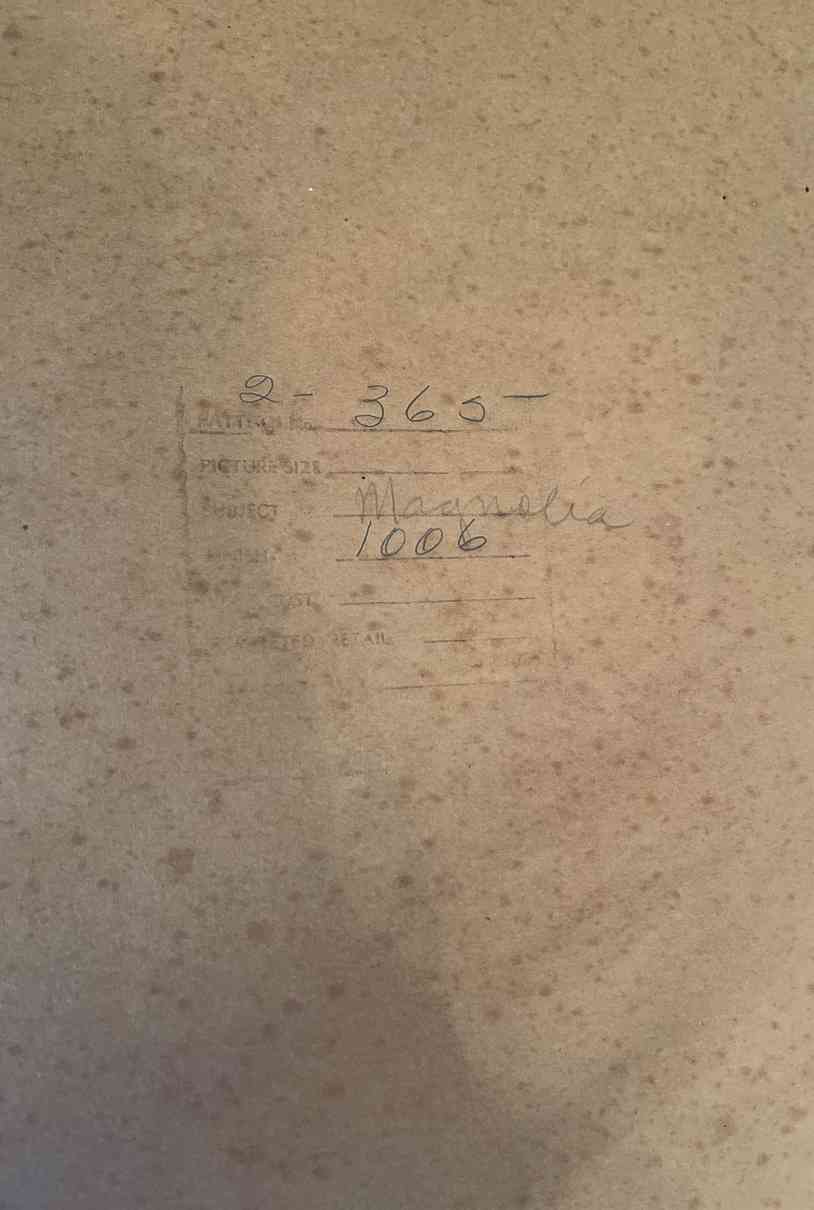 2- 365-
PATTERN No.
PICTURE SIZE
SUBJECT Magnolia
1006
COST
RETAIL